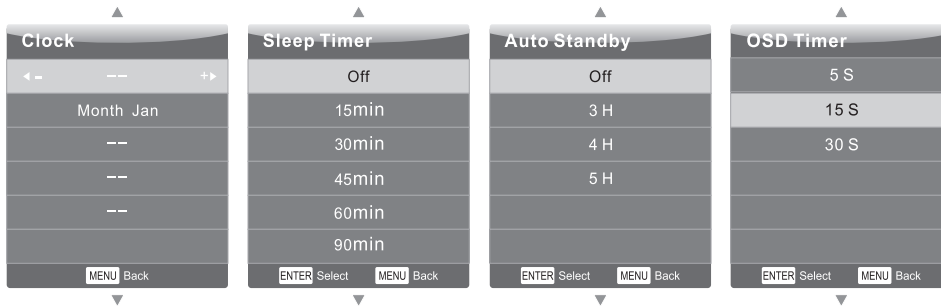 Clock
- -- +
Month Jan
--
--
--
MENU Back
Sleep Timer
Off
15min
30min
45min
60min
90min
ENTER Select MENU Back
Auto Standby
Off
3 H
4 H
5 H
ENTER Select MENU Back
OSD Timer
5 S
15 S
30 S
ENTER Select MENU Back